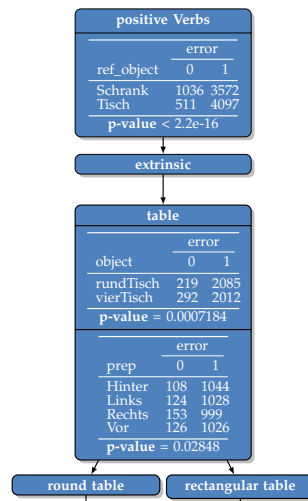 positive Verbs
error
ref_object 0 1
Schrank 1036 3572
Tisch 511 4097
p-value < 2.2e-16
extrinsic
table
error
object 0 1
rundTisch 219 2085
vierTisch 292 2012
p-value = 0.0007184
error
prep 0 1
Hinter 108 1044
Links 124 1028
Rechts 153 999
Vor 126 1026
p-value = 0.02848
round table rectangular table